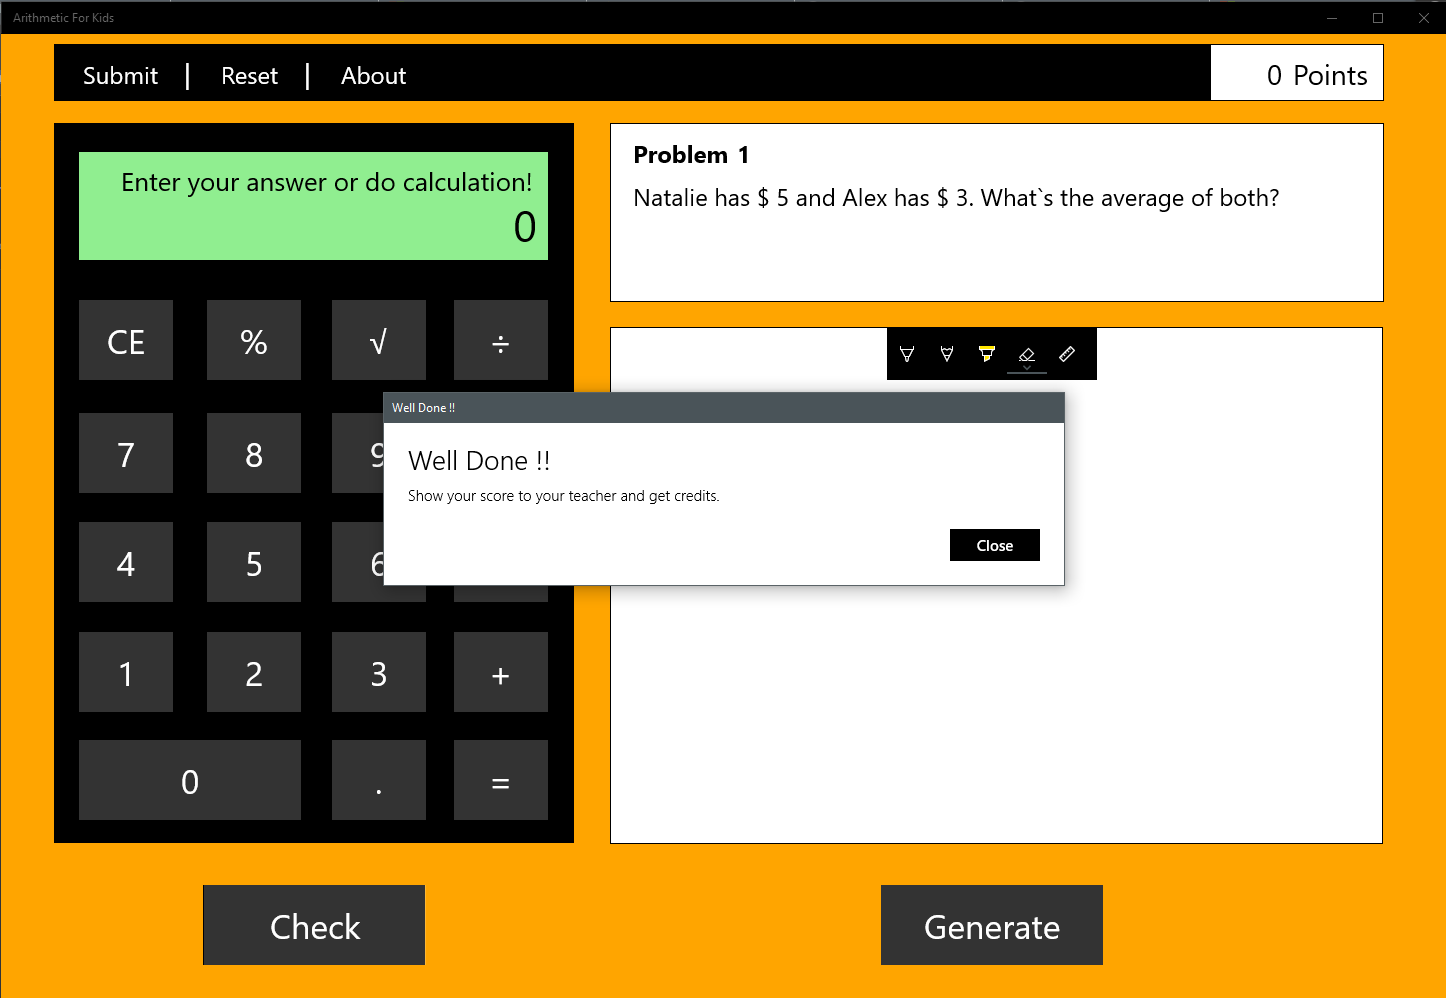 Arithmetic For Kids
Submit | Reset | About
0 Points
Enter your answer or do calculation!
0
Problem 1
Natalie has $ 5 and Alex has $ 3. What`s the average of both?
CE % √ ÷
7 8 9
4 5 6
1 2 3 +
0 . =
Well Done !!
Well Done !!
Show your score to your teacher and get credits.
Close
Check
Generate